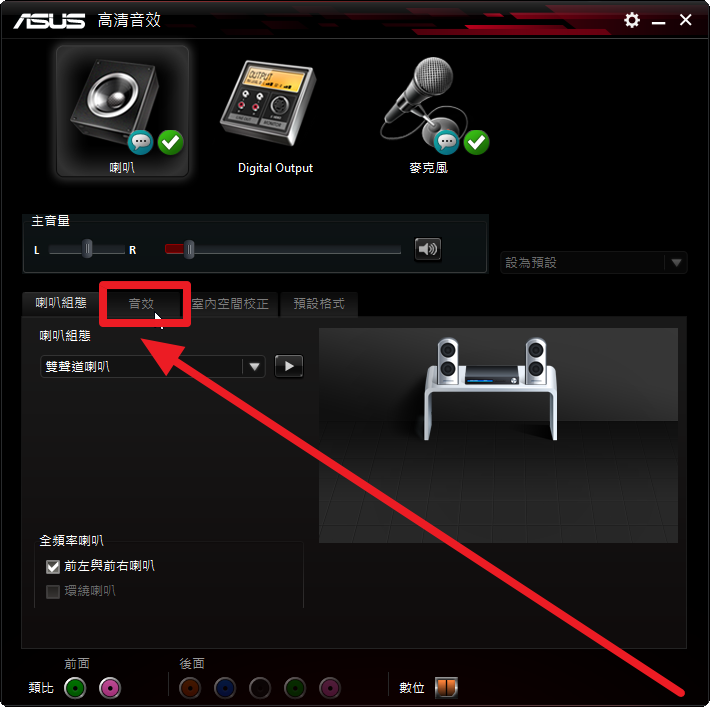 ASUS 高清音效
OUTPUT
喇叭
Digital Output
麥克風
主音量
L
R
設為預設
喇叭組態
音效
室內空間校正
預設格式
喇叭組態
雙聲道喇叭
全頻率喇叭
前左與前右喇叭
環繞喇叭
前面
後面
類比
數位